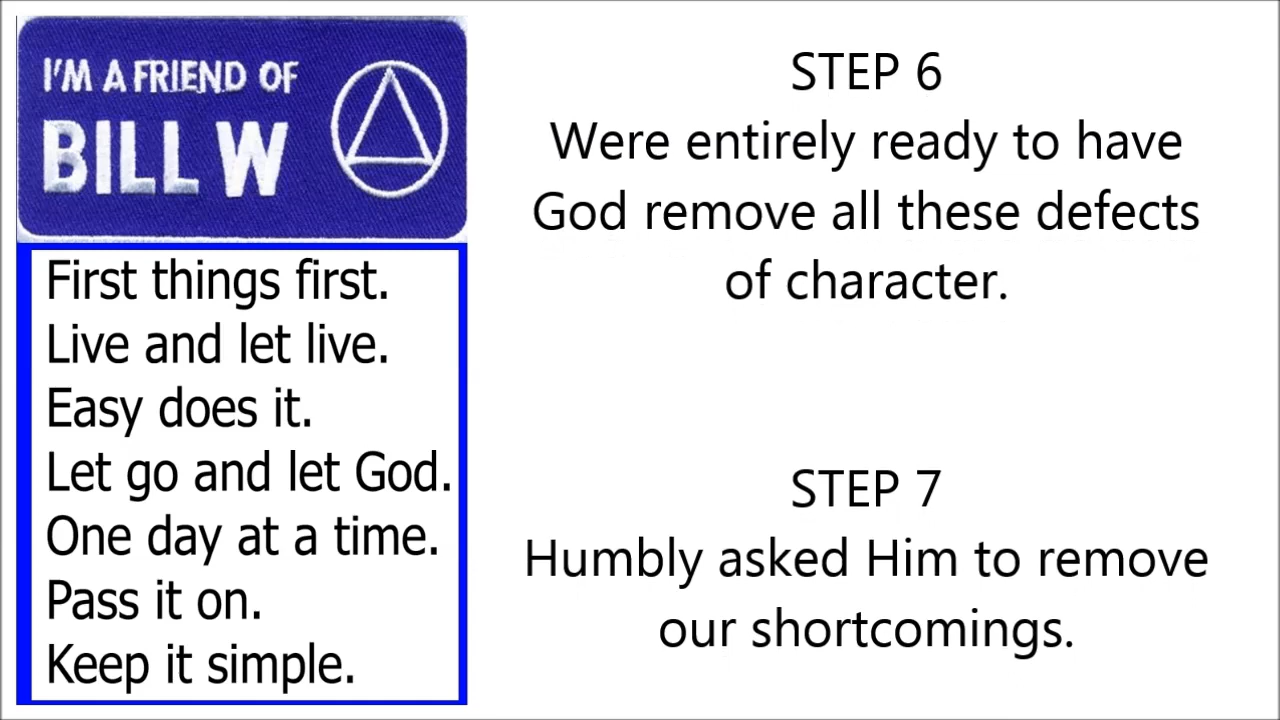 I'M A FRIEND OF
BILL W
First things first.
Live and let live.
Easy does it.
Let go and let God.
One day at a time.
Pass it on.
Keep it simple.
STEP 6
Were entirely ready to have
God remove all these defects
of character.
STEP 7
Humbly asked Him to remove
our shortcomings.